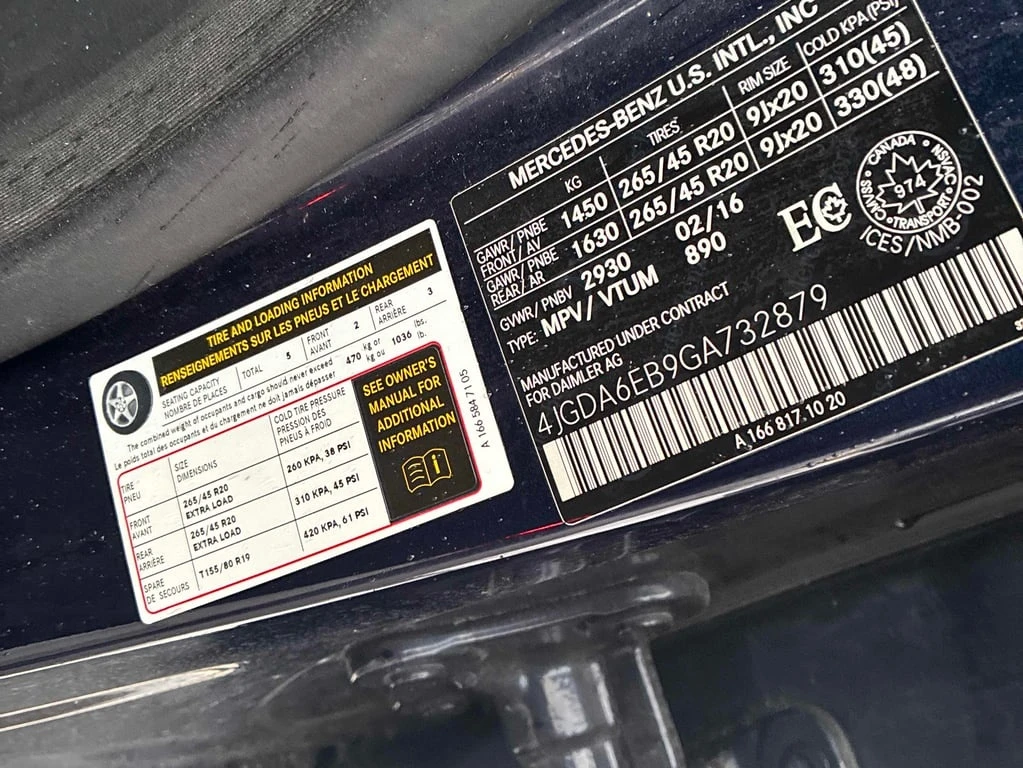 TIRE AND LOADING INFORMATION
RENSEIGNEMENTS SUR LES PNEUS ET LE CHARGEMENT
SEATING CAPACITY
NOMBRE DE PLACES
TOTAL 5
FRONT
AVANT 2
REAR
ARRIÈRE 3
The combined weight of occupants and cargo should never exceed 470 kg or 1036 lbs.
Le poids total des occupants et du chargement ne doit jamais dépasser kg ou lb.
TIRE
PNEU
SIZE
DIMENSIONS
COLD TIRE PRESSURE
PRESSION DES
PNEUS À FROID
FRONT
AVANT
265/45 R20
EXTRA LOAD
260 KPA, 38 PSI
REAR
ARRIÈRE
265/45 R20
EXTRA LOAD
310 KPA, 45 PSI
SPARE
DE SECOURS
T155/80 R19
420 KPA, 61 PSI
SEE OWNER'S
MANUAL FOR
ADDITIONAL
INFORMATION
A 166 584 71 05
MERCEDES-BENZ U.S. INTL., INC
KG TIRES RIM SIZE COLD KPA(PSI)
GAWR/PNBE
FRONT/AV
1450 265/45 R20 9Jx20 310(45)
GAWR/PNBE
REAR/AR
1630 265/45 R20 9Jx20 330(48)
GVWR/PNBV 2930 02/16
TYPE: MPV/VTUM 890
EC
CANADA • NSVAC
974
CMVSS • TRANSPORT
ICES/NMB-002
MANUFACTURED UNDER CONTRACT
FOR DAIMLER AG
4JGDA6EB9GA732879
A 166 817 10 20